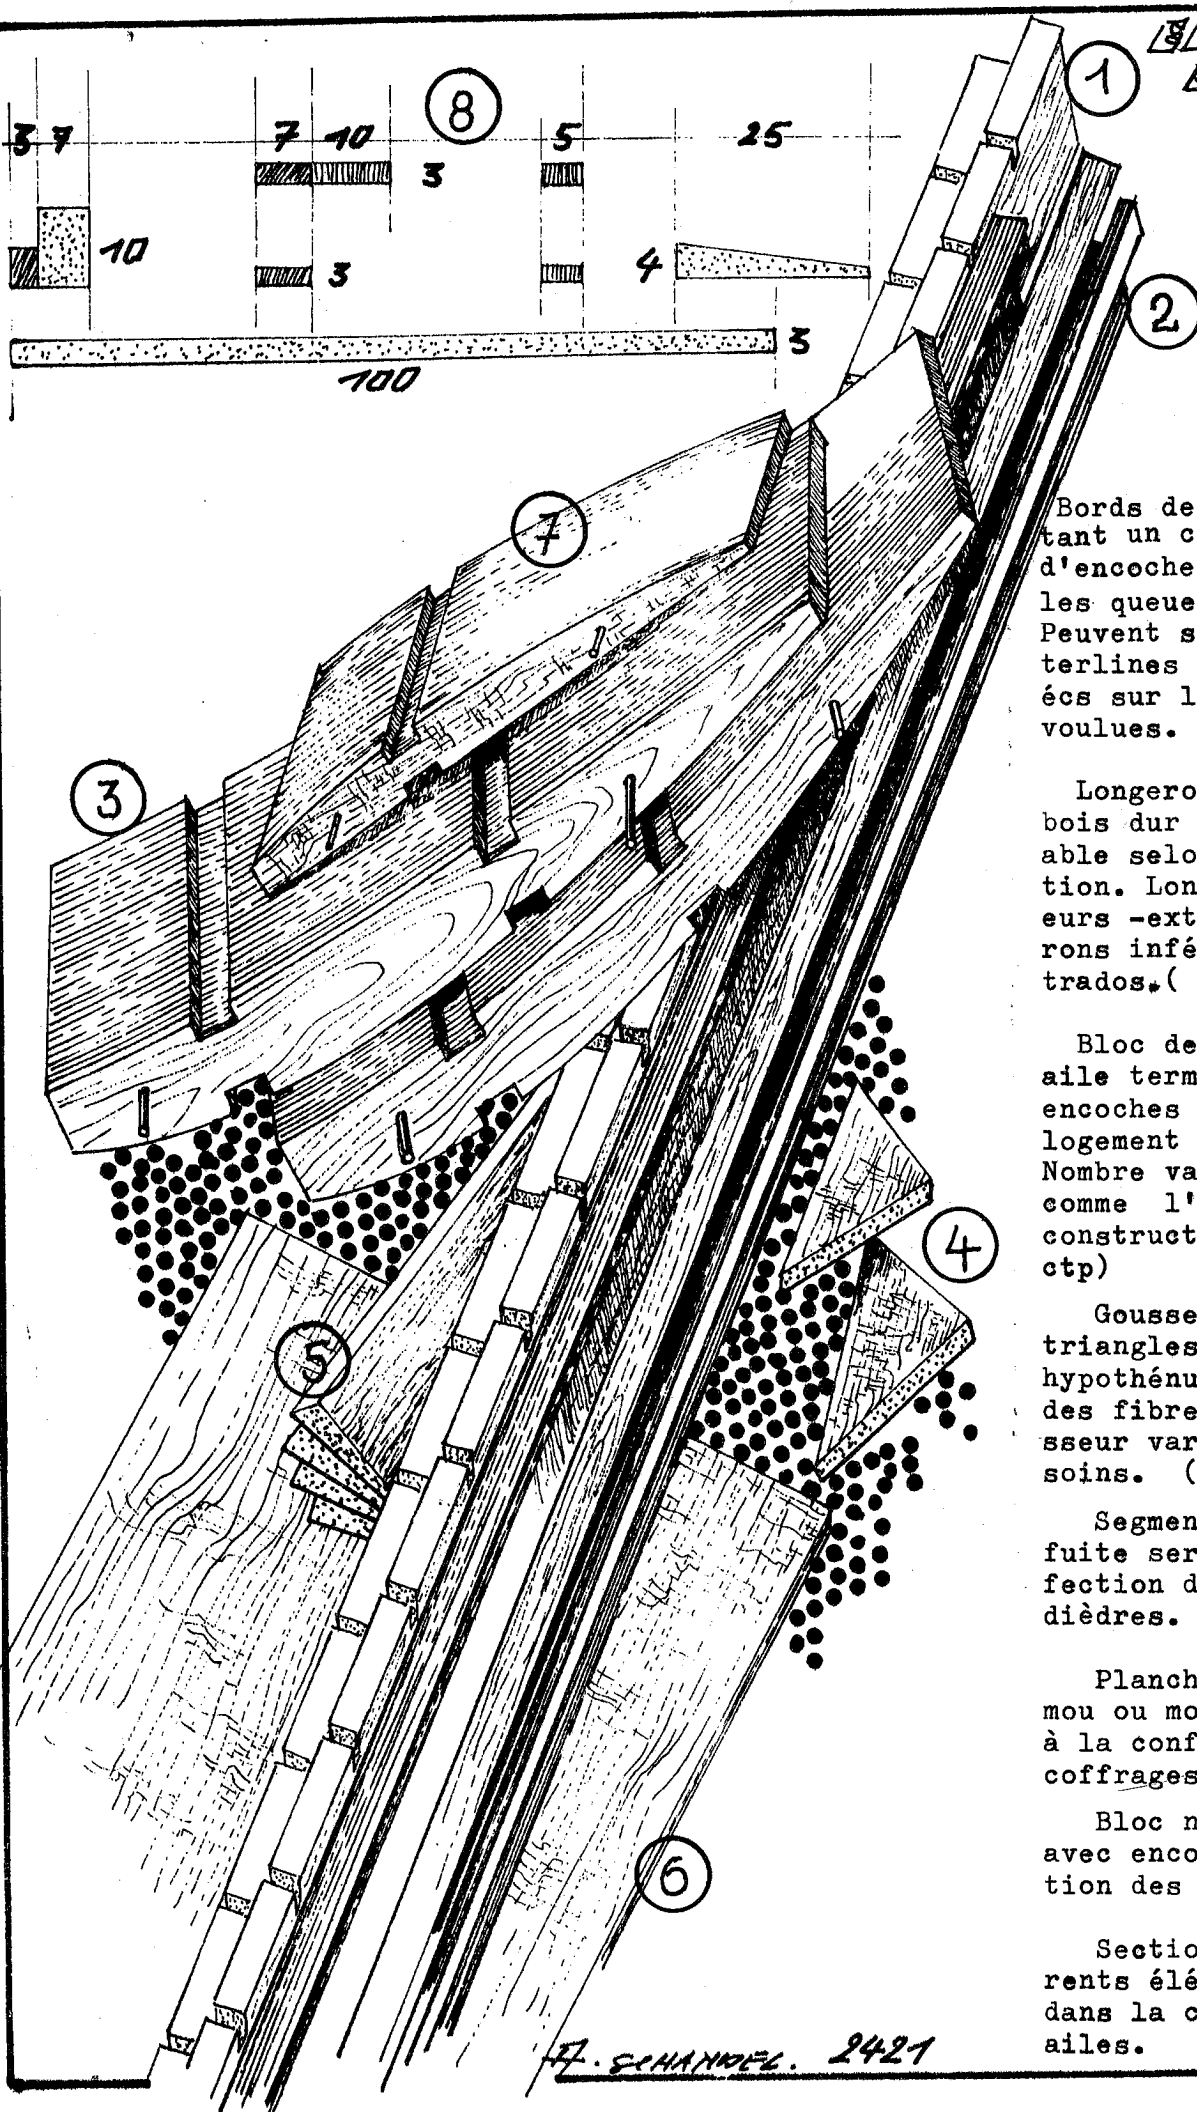 8
1
3 7
7 10
5
25
3
10
3
4
3
100
2
7
3
4
5
6
Bords de
tant un c
d'encoche
les queue
Peuvent s
terlines
écs sur l
voulues.
Longero
bois dur
able selo
tion. Lon
eurs -ext
rons infé
trados.(
Bloc de
aile term
encoches
logement
Nombre va
comme l'
construct
ctp)
Gousse
triangles
hypothénu
des fibre
sseur var
soins. (
Segmen
fuite ser
fection d
dièdres.
Planch
mou ou mo
à la conf
coffrages
Bloc n
avec enco
tion des
Sectio
rents élé
dans la c
ailes.
A. SCHANDEL. 2421